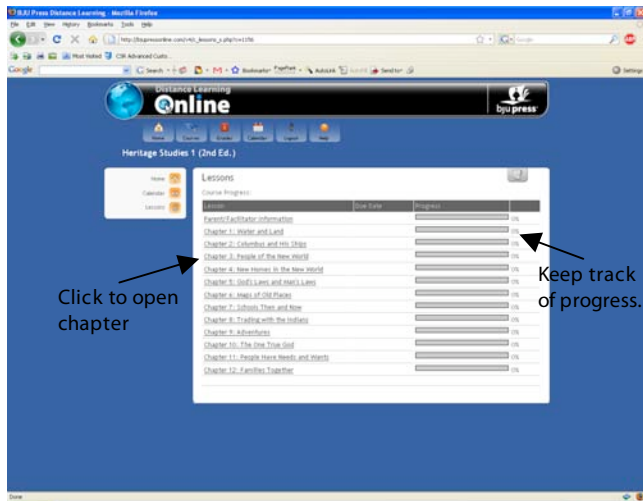 BJU Press Distance Learning - Mozilla Firefox
File Edit View History Bookmarks Tools Help
Most Visited
Google
Search
Bookmarks
AutoLink
Send to
Settings
Distance Learning
Online
bju press
Home Courses Grades Calendar Logout Help
Heritage Studies 1 (2nd Ed.)
Home
Calendar
Lessons
Lessons
Course Progress:
Lesson Due Date Progress
Parent/Facilitator Information 0%
Chapter 1: Water and Land 0%
Chapter 2: Columbus and His Ships 0%
Chapter 3: People of the New World 0%
Chapter 4: New Homes in the New World 0%
Chapter 5: God's Laws and Man's Laws 0%
Chapter 6: Maps of Old Places 0%
Chapter 7: Schools Then and Now 0%
Chapter 8: Trading with the Indians 0%
Chapter 9: Adventures 0%
Chapter 10: The One True God 0%
Chapter 11: People Have Needs and Wants 0%
Chapter 12: Families Together 0%
Click to open
chapter
Keep track
of progress.
Done